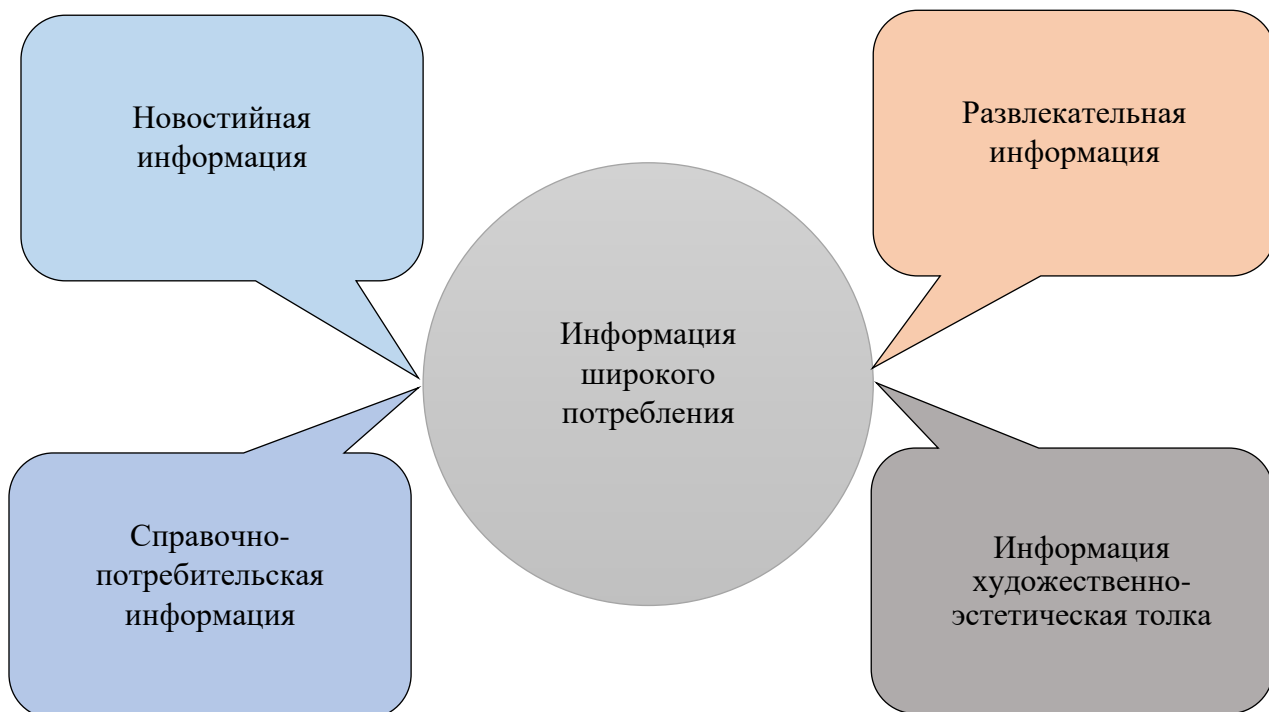 Новостийная
информация
Развлекательная
информация
Информация
широкого
потребления
Справочно-
потребительская
информация
Информация
художественно-
эстетическая толка